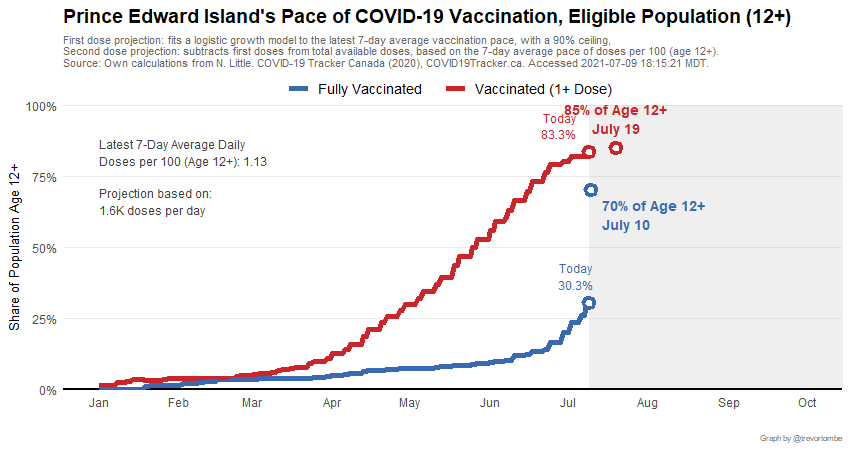 Prince Edward Island's Pace of COVID-19 Vaccination, Eligible Population (12+)
First dose projection: fits a logistic growth model to the latest 7-day average vaccination pace, with a 90% ceiling,
Second dose projection: subtracts first doses from total available doses, based on the 7-day average pace of doses per 100 (age 12+).
Source: Own calculations from N. Little. COVID-19 Tracker Canada (2020), COVID19Tracker.ca. Accessed 2021-07-09 18:15:21 MDT.
Fully Vaccinated
Vaccinated (1+ Dose)
Share of Population Age 12+
100%
75%
50%
25%
0%
Latest 7-Day Average Daily
Doses per 100 (Age 12+): 1.13
Projection based on:
1.6K doses per day
Today
83.3%
85% of Age 12+
July 19
70% of Age 12+
July 10
Today
30.3%
Jan
Feb
Mar
Apr
May
Jun
Jul
Aug
Sep
Oct
Graph by @trevortombe